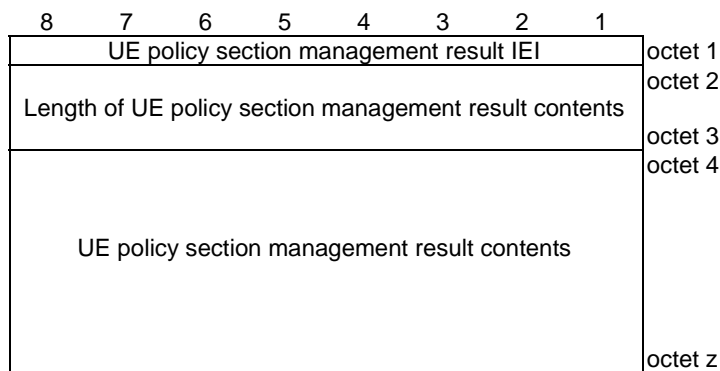 8 7 6 5 4 3 2 1
UE policy section management result IEI octet 1
octet 2
Length of UE policy section management result contents
octet 3
octet 4
UE policy section management result contents
octet z